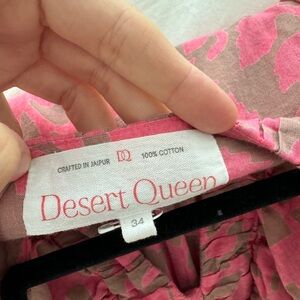 CRAFTED IN JAIPUR DQ 100% COTTON
Desert Queen
34